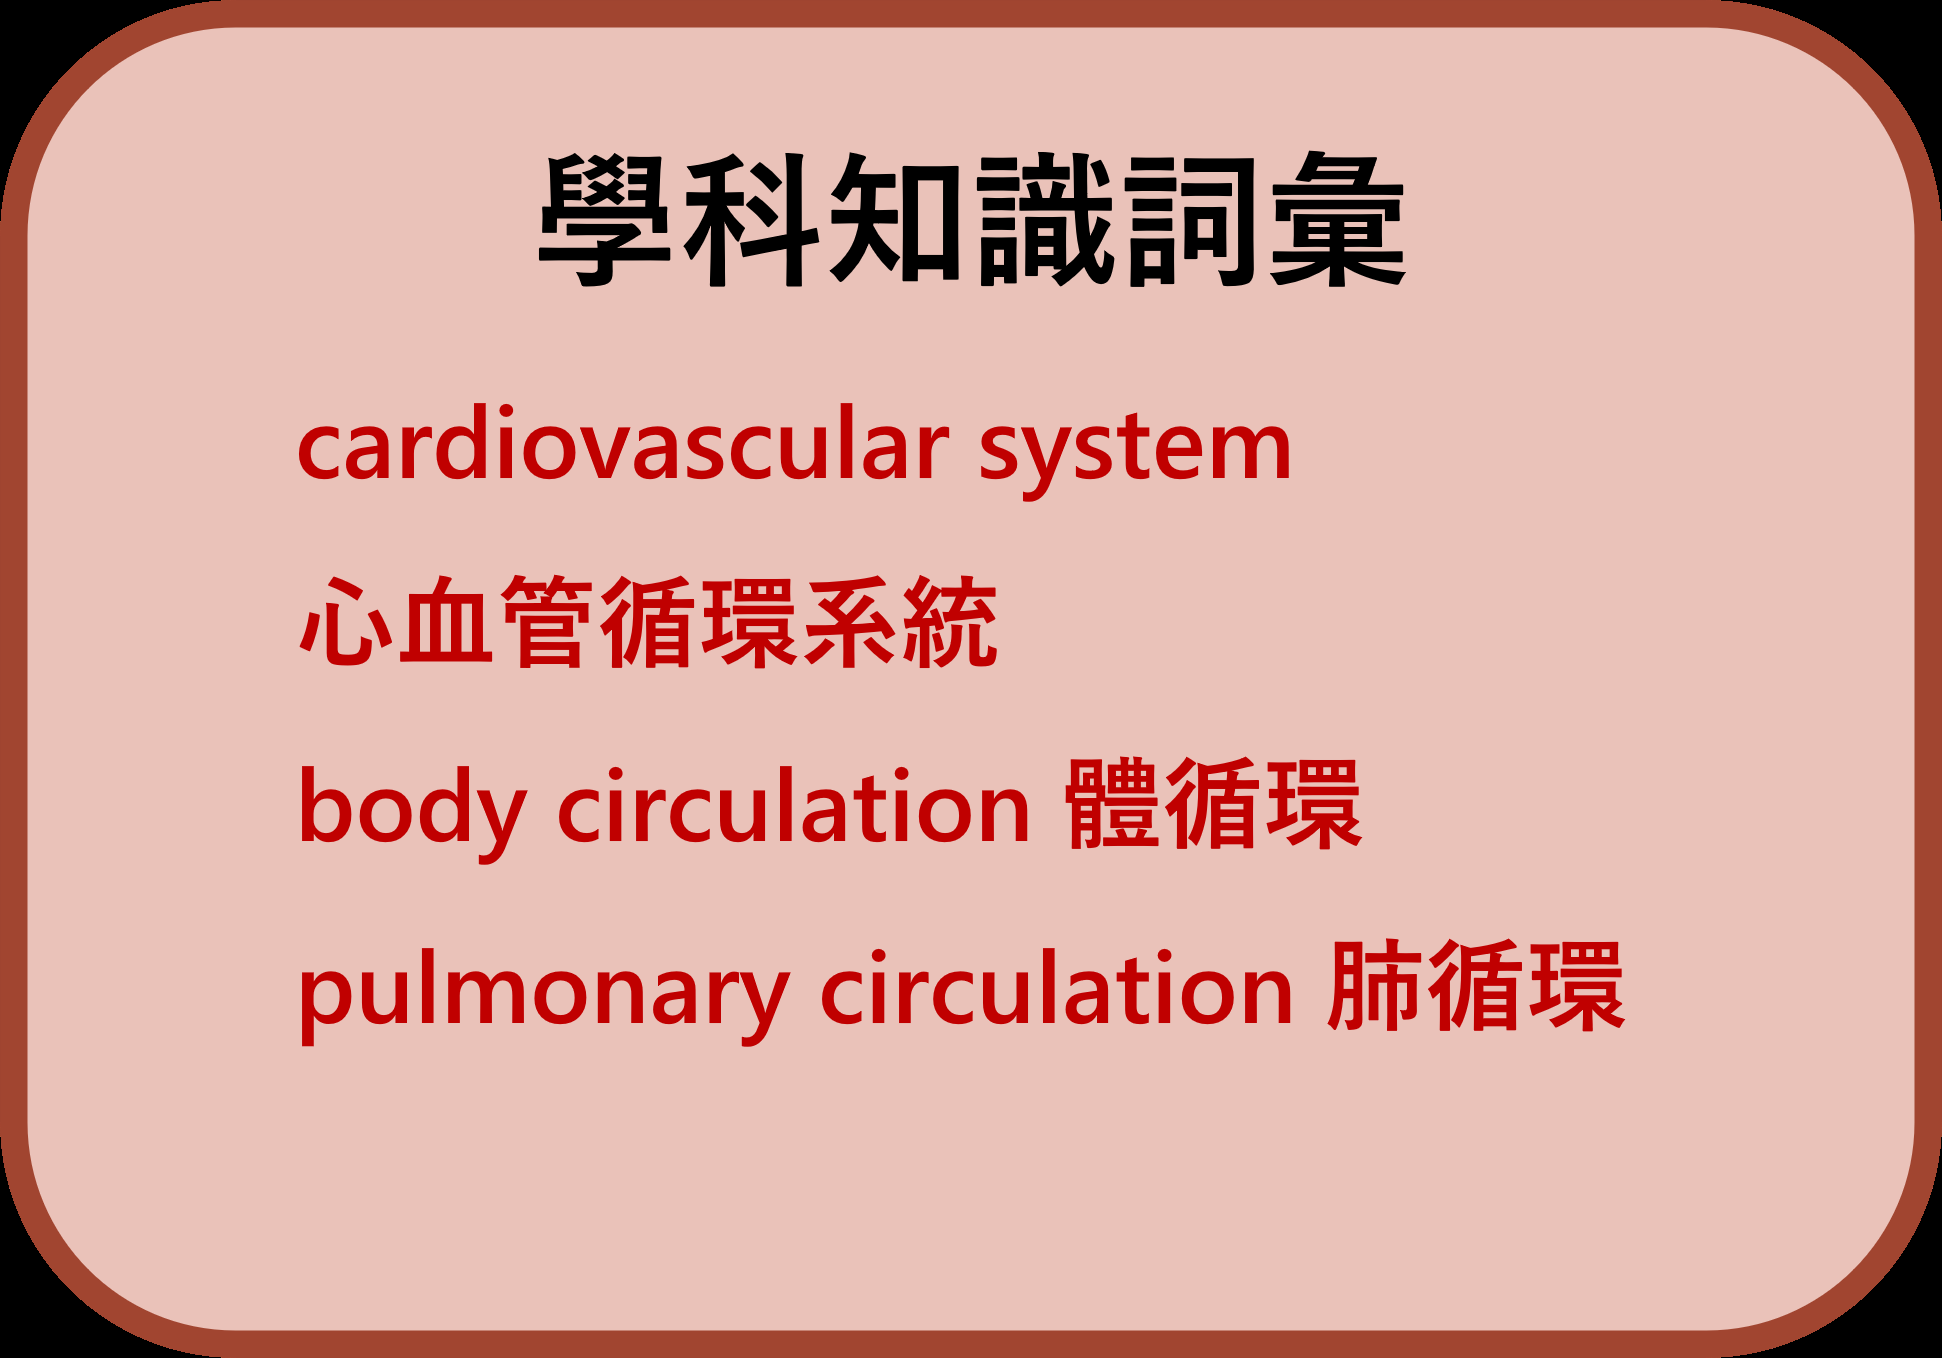 學科知識詞彙
cardiovascular system
心血管循環系統
body circulation 體循環
pulmonary circulation 肺循環